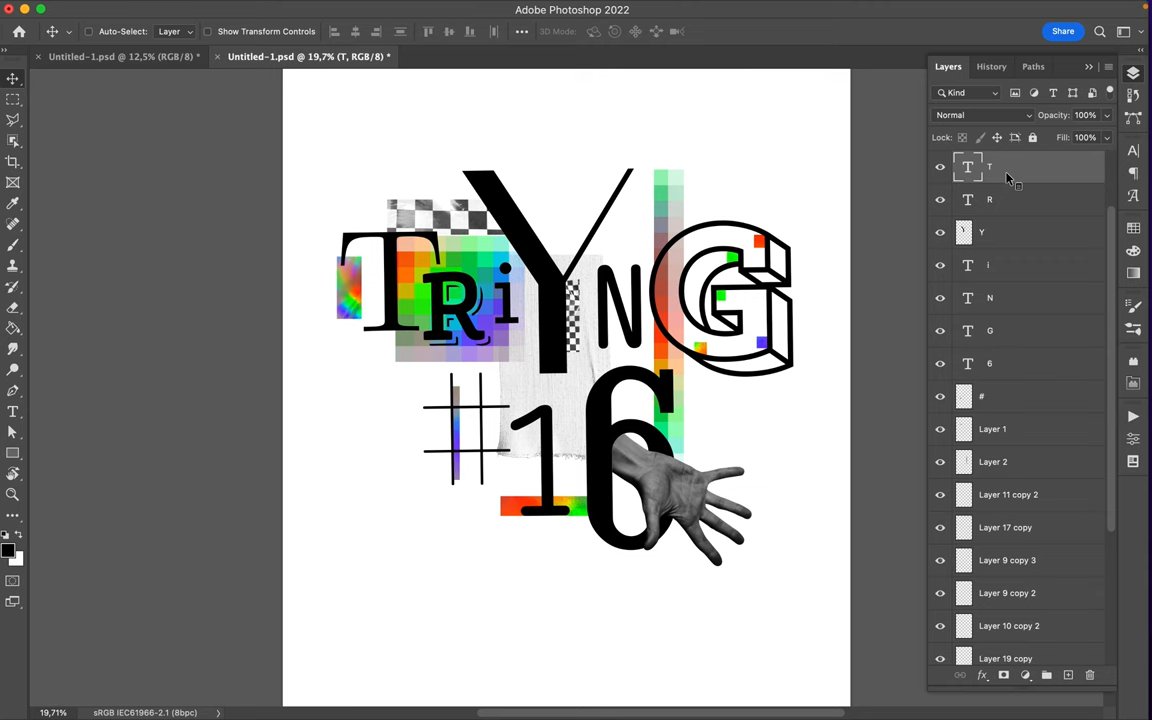 Adobe Photoshop 2022
Auto-Select: Layer Show Transform Controls 3D Mode: Share
Untitled-1.psd @ 12,5% (RGB/8) * Untitled-1.psd @ 19,7% (T, RGB/8) *
Layers History Paths
Kind
Normal Opacity: 100%
Lock: Fill: 100%
T T
T R
Y
T i
T N
T G
T 6
#
Layer 1
Layer 2
Layer 11 copy 2
Layer 17 copy
Layer 9 copy 3
Layer 9 copy 2
Layer 10 copy 2
Layer 19 copy
TRiYNG
#16
19,71% sRGB IEC61966-2.1 (8bpc)